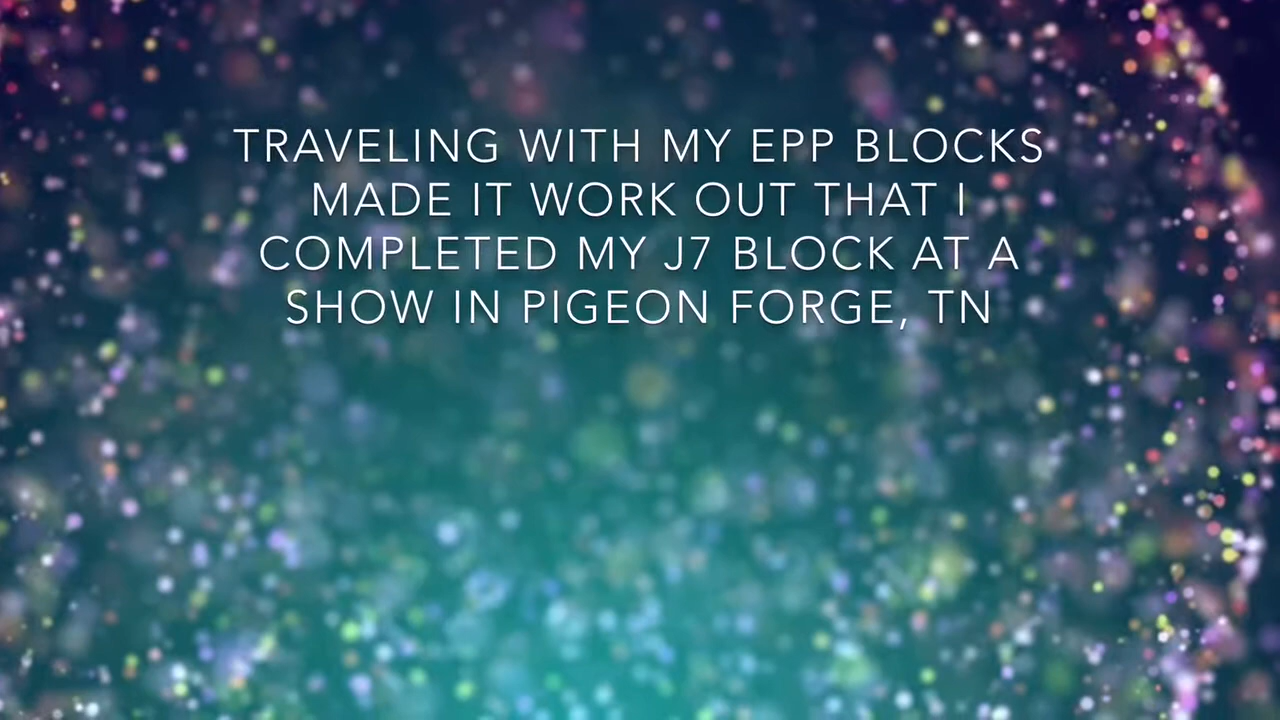 TRAVELING WITH MY EPP BLOCKS
MADE IT WORK OUT THAT I
COMPLETED MY J7 BLOCK AT A
SHOW IN PIGEON FORGE, TN